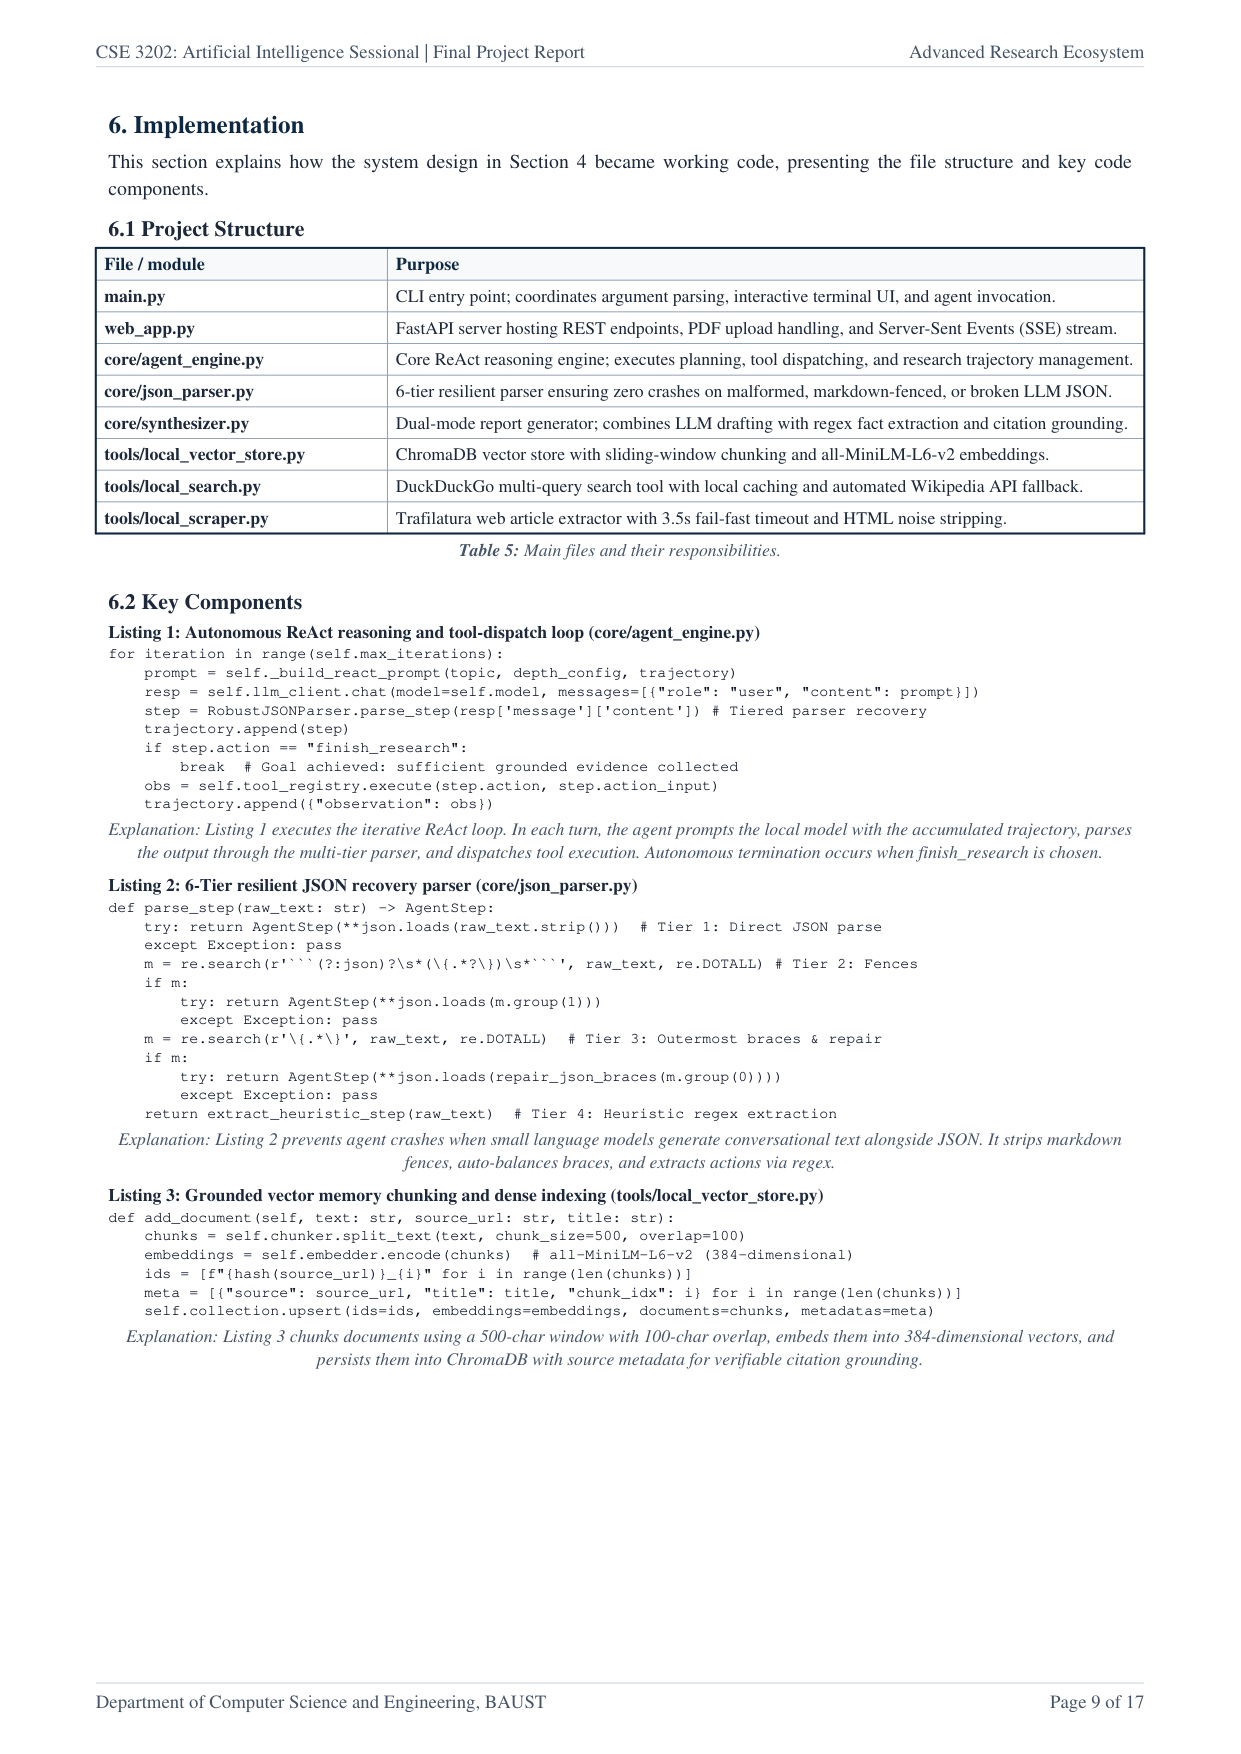 CSE 3202: Artificial Intelligence Sessional | Final Project Report
Advanced Research Ecosystem
6. Implementation
This section explains how the system design in Section 4 became working code, presenting the file structure and key code
components.
6.1 Project Structure
File / module
Purpose
main.py
CLI entry point; coordinates argument parsing, interactive terminal UI, and agent invocation.
web_app.py
FastAPI server hosting REST endpoints, PDF upload handling, and Server-Sent Events (SSE) stream.
core/agent_engine.py
Core ReAct reasoning engine; executes planning, tool dispatching, and research trajectory management.
core/json_parser.py
6-tier resilient parser ensuring zero crashes on malformed, markdown-fenced, or broken LLM JSON.
core/synthesizer.py
Dual-mode report generator; combines LLM drafting with regex fact extraction and citation grounding.
tools/local_vector_store.py
ChromaDB vector store with sliding-window chunking and all-MiniLM-L6-v2 embeddings.
tools/local_search.py
DuckDuckGo multi-query search tool with local caching and automated Wikipedia API fallback.
tools/local_scraper.py
Trafilatura web article extractor with 3.5s fail-fast timeout and HTML noise stripping.
Table 5: Main files and their responsibilities.
6.2 Key Components
Listing 1: Autonomous ReAct reasoning and tool-dispatch loop (core/agent_engine.py)
for iteration in range(self.max_iterations):
    prompt = self._build_react_prompt(topic, depth_config, trajectory)
    resp = self.llm_client.chat(model=self.model, messages=[{"role": "user", "content": prompt}])
    step = RobustJSONParser.parse_step(resp['message']['content']) # Tiered parser recovery
    trajectory.append(step)
    if step.action == "finish_research":
        break  # Goal achieved: sufficient grounded evidence collected
    obs = self.tool_registry.execute(step.action, step.action_input)
    trajectory.append({"observation": obs})
Explanation: Listing 1 executes the iterative ReAct loop. In each turn, the agent prompts the local model with the accumulated trajectory, parses
the output through the multi-tier parser, and dispatches tool execution. Autonomous termination occurs when finish_research is chosen.
Listing 2: 6-Tier resilient JSON recovery parser (core/json_parser.py)
def parse_step(raw_text: str) -> AgentStep:
    try: return AgentStep(**json.loads(raw_text.strip()))  # Tier 1: Direct JSON parse
    except Exception: pass
    m = re.search(r'```(?:json)?\s*(\{.*?\})\s*```', raw_text, re.DOTALL) # Tier 2: Fences
    if m:
        try: return AgentStep(**json.loads(m.group(1)))
        except Exception: pass
    m = re.search(r'\{.*\}', raw_text, re.DOTALL)  # Tier 3: Outermost braces & repair
    if m:
        try: return AgentStep(**json.loads(repair_json_braces(m.group(0))))
        except Exception: pass
    return extract_heuristic_step(raw_text)  # Tier 4: Heuristic regex extraction
Explanation: Listing 2 prevents agent crashes when small language models generate conversational text alongside JSON. It strips markdown
fences, auto-balances braces, and extracts actions via regex.
Listing 3: Grounded vector memory chunking and dense indexing (tools/local_vector_store.py)
def add_document(self, text: str, source_url: str, title: str):
    chunks = self.chunker.split_text(text, chunk_size=500, overlap=100)
    embeddings = self.embedder.encode(chunks)  # all-MiniLM-L6-v2 (384-dimensional)
    ids = [f"{hash(source_url)}_{i}" for i in range(len(chunks))]
    meta = [{"source": source_url, "title": title, "chunk_idx": i} for i in range(len(chunks))]
    self.collection.upsert(ids=ids, embeddings=embeddings, documents=chunks, metadatas=meta)
Explanation: Listing 3 chunks documents using a 500-char window with 100-char overlap, embeds them into 384-dimensional vectors, and
persists them into ChromaDB with source metadata for verifiable citation grounding.
Department of Computer Science and Engineering, BAUST
Page 9 of 17